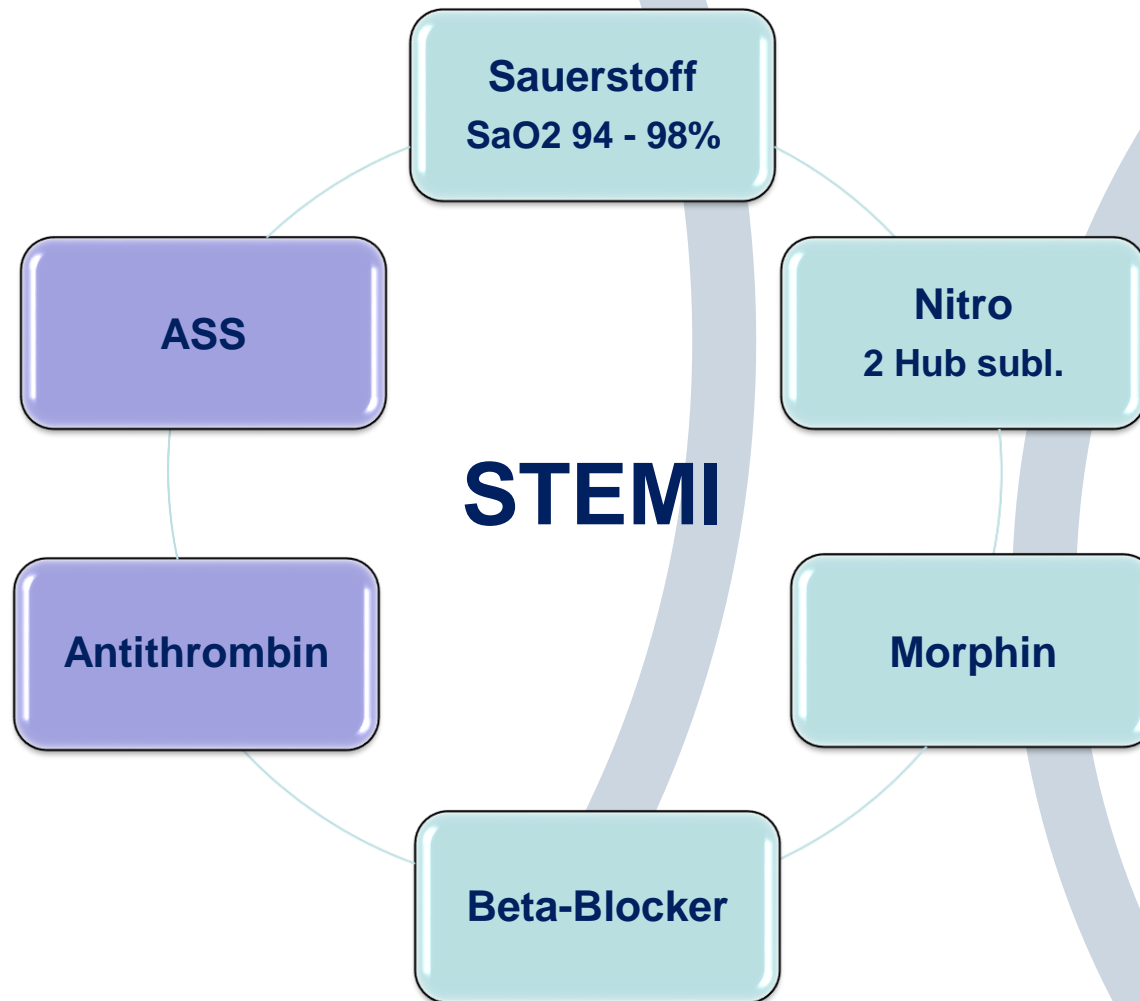 Sauerstoff
SaO2 94 - 98%
ASS
Nitro
2 Hub subl.
STEMI
Antithrombin
Morphin
Beta-Blocker